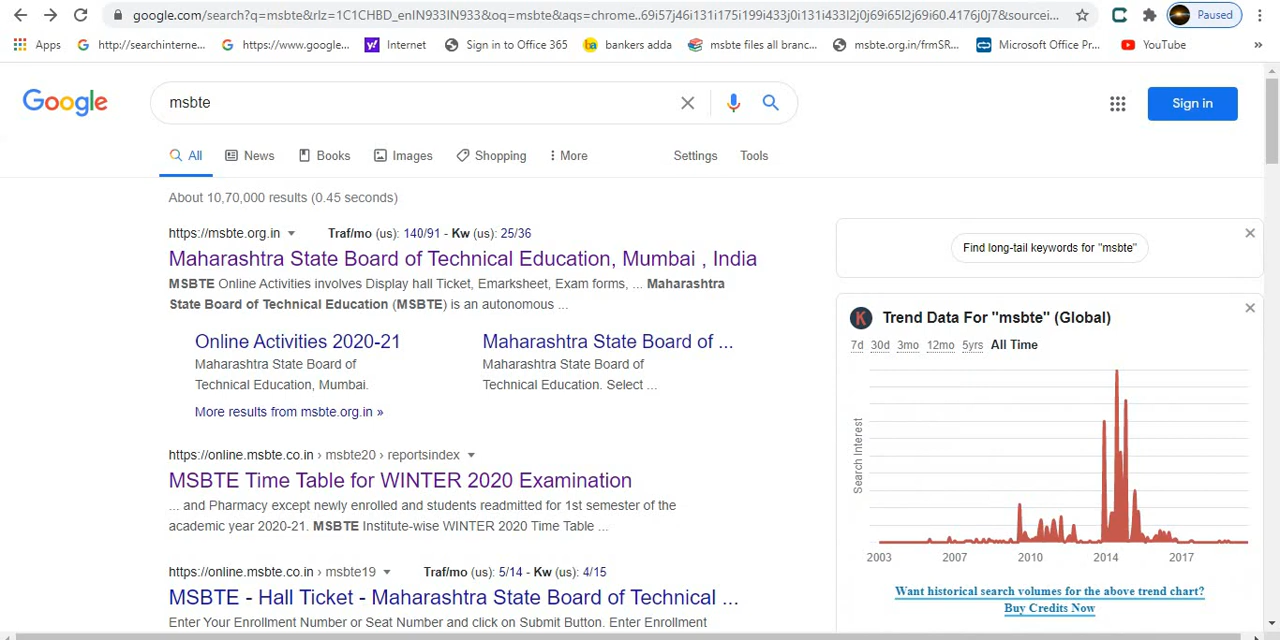 google.com/search?q=msbte&rlz=1C1CHBD_enIN933IN933&oq=msbte&aqs=chrome..69i57j46i131i175i199i433j0i131i433l2j0j69i65l2j69i60.4176j0j7&sourcei...
Paused
Apps
http://searchinterne...
https://www.google...
Internet
Sign in to Office 365
bankers adda
msbte files all branc...
msbte.org.in/frmSR...
Microsoft Office Pr...
YouTube
»
Google
msbte
Sign in
All
News
Books
Images
Shopping
More
Settings
Tools
About 10,70,000 results (0.45 seconds)
https://msbte.org.in
Traf/mo (us): 140/91 - Kw (us): 25/36
Maharashtra State Board of Technical Education, Mumbai , India
MSBTE Online Activities involves Display hall Ticket, Emarksheet, Exam forms, ... Maharashtra
State Board of Technical Education (MSBTE) is an autonomous ...
Online Activities 2020-21
Maharashtra State Board of
Technical Education, Mumbai.
Maharashtra State Board of ...
Maharashtra State Board of
Technical Education. Select ...
More results from msbte.org.in »
https://online.msbte.co.in › msbte20 › reportsindex
MSBTE Time Table for WINTER 2020 Examination
... and Pharmacy except newly enrolled and students readmitted for 1st semester of the
academic year 2020-21. MSBTE Institute-wise WINTER 2020 Time Table ...
https://online.msbte.co.in › msbte19
Traf/mo (us): 5/14 - Kw (us): 4/15
MSBTE - Hall Ticket - Maharashtra State Board of Technical ...
Enter Your Enrollment Number or Seat Number and click on Submit Button. Enter Enrollment
Find long-tail keywords for "msbte"
K
Trend Data For "msbte" (Global)
7d 30d 3mo 12mo 5yrs All Time
Search Interest
2003 2007 2010 2014 2017
Want historical search volumes for the above trend chart?
Buy Credits Now